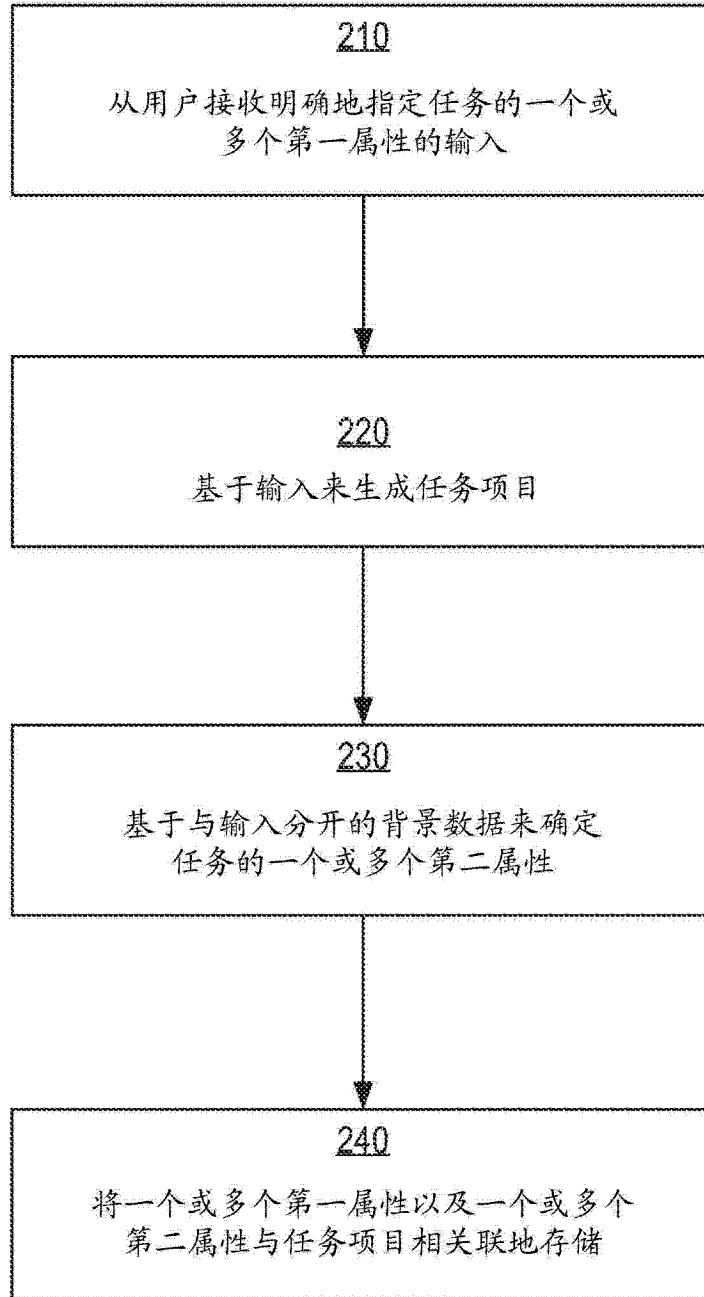 210
从用户接收明确地指定任务的一个或
多个第一属性的输入
220
基于输入来生成任务项目
230
基于与输入分开的背景数据来确定
任务的一个或多个第二属性
240
将一个或多个第一属性以及一个或多个
第二属性与任务项目相关联地存储